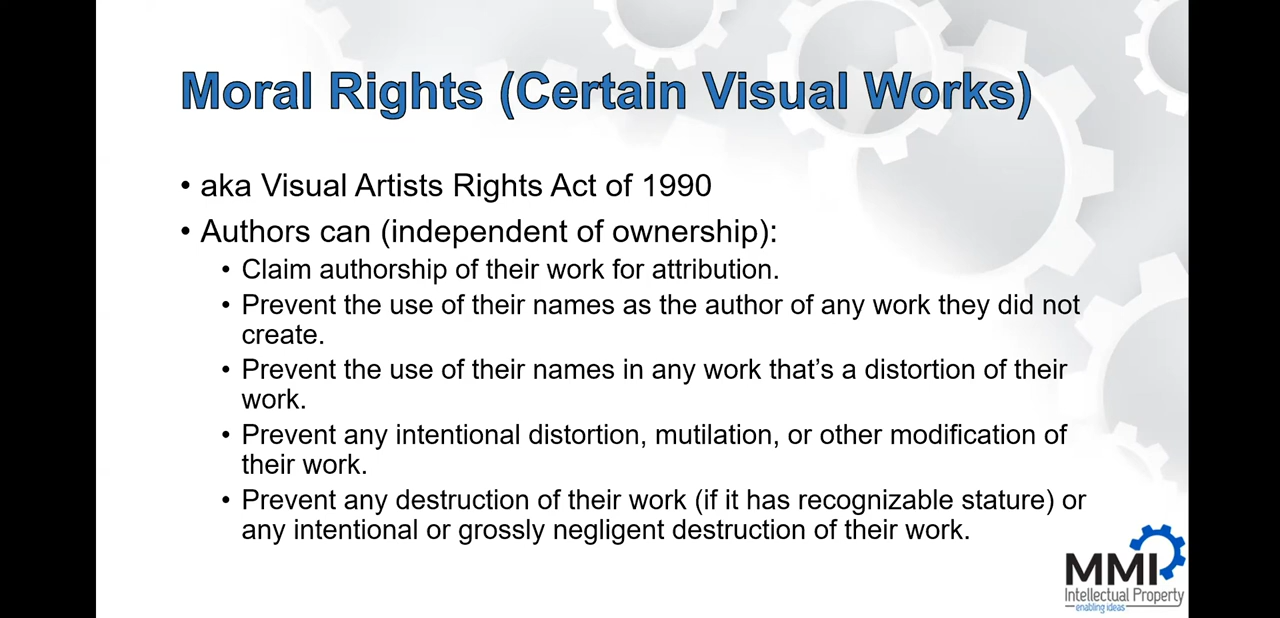 Moral Rights (Certain Visual Works)
• aka Visual Artists Rights Act of 1990
• Authors can (independent of ownership):
• Claim authorship of their work for attribution.
• Prevent the use of their names as the author of any work they did not
create.
• Prevent the use of their names in any work that’s a distortion of their
work.
• Prevent any intentional distortion, mutilation, or other modification of
their work.
• Prevent any destruction of their work (if it has recognizable stature) or
any intentional or grossly negligent destruction of their work.
MMI
Intellectual Property
enabling ideas